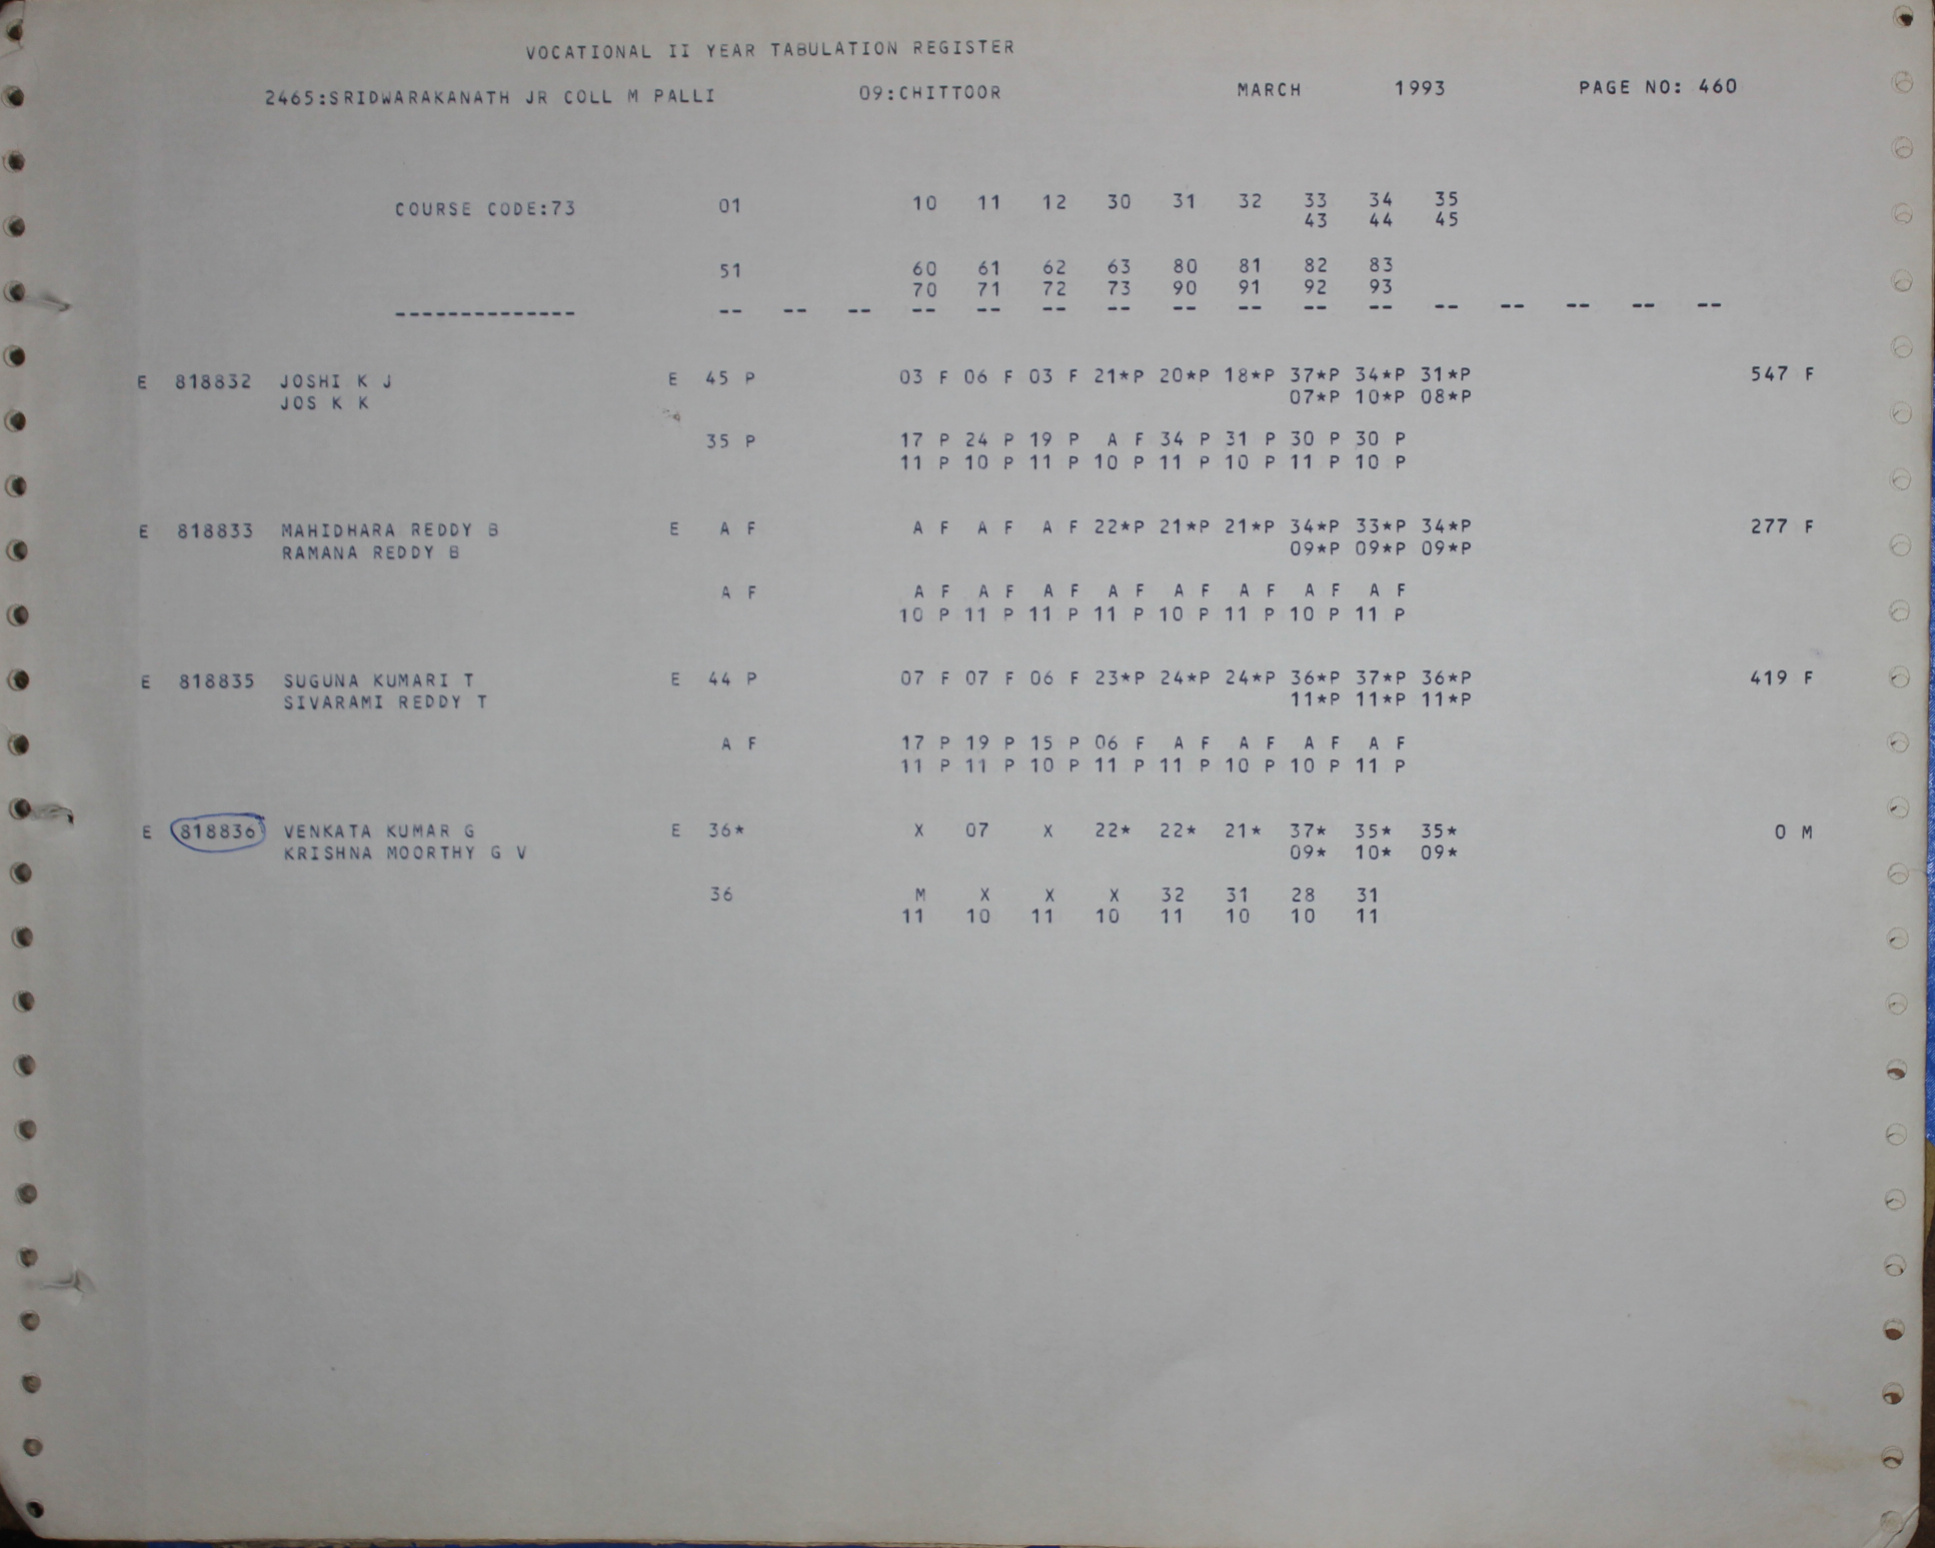 VOCATIONAL II YEAR TABULATION REGISTER
2465:SRIDWARAKANATH JR COLL M PALLI 09:CHITTOOR MARCH 1993 PAGE NO: 460
COURSE CODE:73 01 10 11 12 30 31 32 33 34 35
43 44 45
51 60 61 62 63 80 81 82 83
70 71 72 73 90 91 92 93
-------------- -- -- -- -- -- -- -- -- -- -- -- -- -- -- -- --
E 818832 JOSHI K J E 45 P 03 F 06 F 03 F 21*P 20*P 18*P 37*P 34*P 31*P 547 F
JOS K K 07*P 10*P 08*P
35 P 17 P 24 P 19 P A F 34 P 31 P 30 P 30 P
11 P 10 P 11 P 10 P 11 P 10 P 11 P 10 P
E 818833 MAHIDHARA REDDY B E A F A F A F A F 22*P 21*P 21*P 34*P 33*P 34*P 277 F
RAMANA REDDY B 09*P 09*P 09*P
A F A F A F A F A F A F A F A F A F
10 P 11 P 11 P 11 P 10 P 11 P 10 P 11 P
E 818835 SUGUNA KUMARI T E 44 P 07 F 07 F 06 F 23*P 24*P 24*P 36*P 37*P 36*P 419 F
SIVARAMI REDDY T 11*P 11*P 11*P
A F 17 P 19 P 15 P 06 F A F A F A F A F
11 P 11 P 10 P 11 P 11 P 10 P 10 P 11 P
E 818836 VENKATA KUMAR G E 36* X 07 X 22* 22* 21* 37* 35* 35* 0 M
KRISHNA MOORTHY G V 09* 10* 09*
36 M X X X 32 31 28 31
11 10 11 10 11 10 10 11